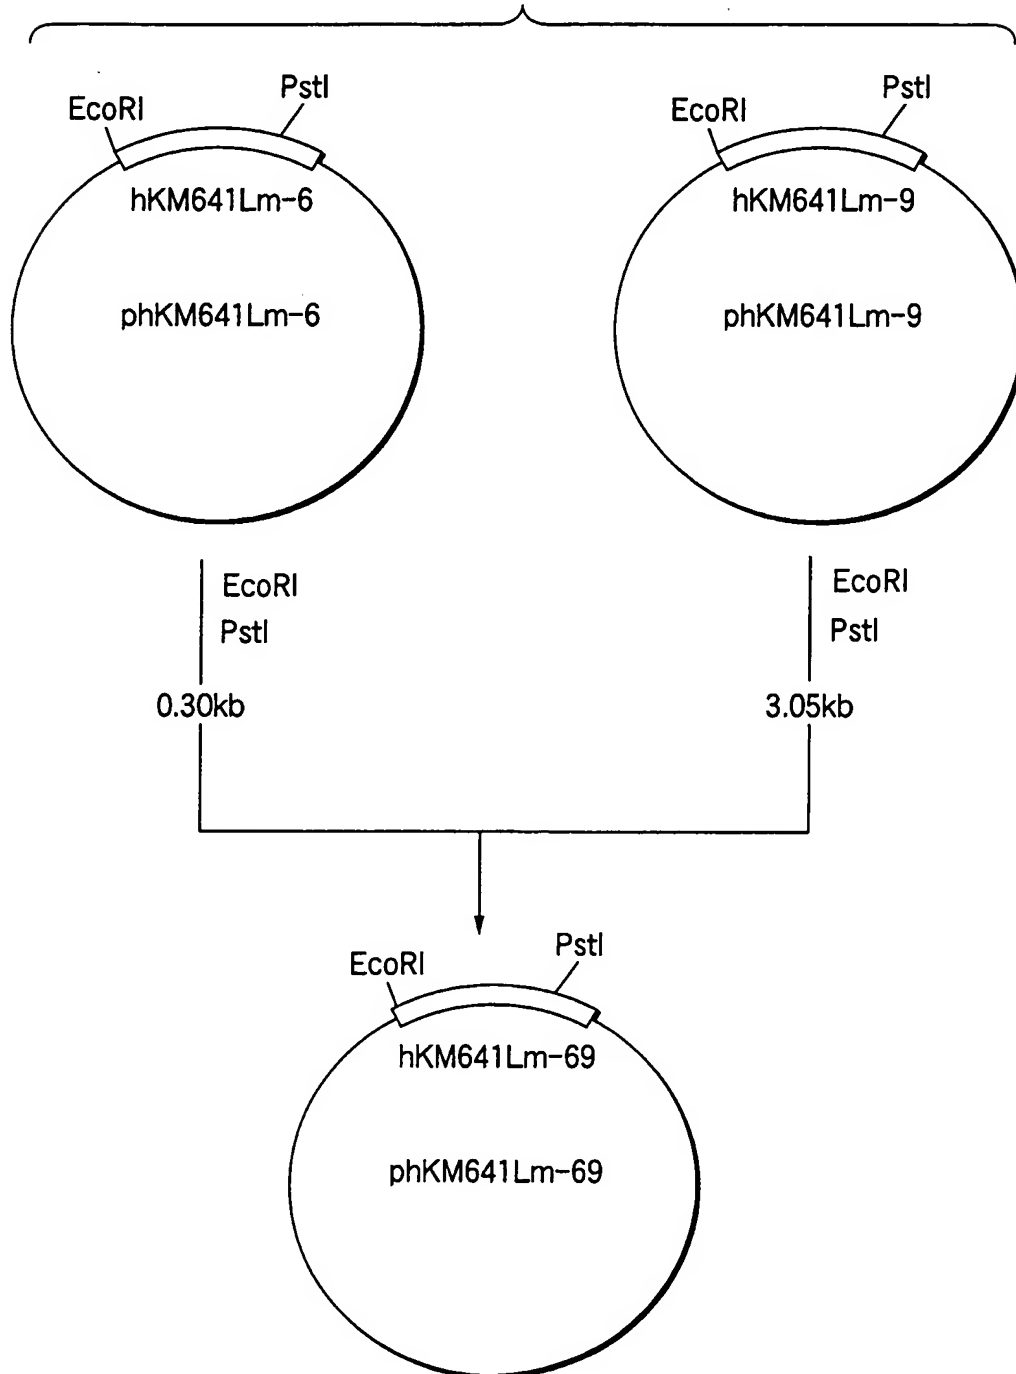 EcoRI
PstI
hKM641Lm-6
phKM641Lm-6
EcoRI
PstI
hKM641Lm-9
phKM641Lm-9
EcoRI
PstI
0.30kb
EcoRI
PstI
3.05kb
EcoRI
PstI
hKM641Lm-69
phKM641Lm-69